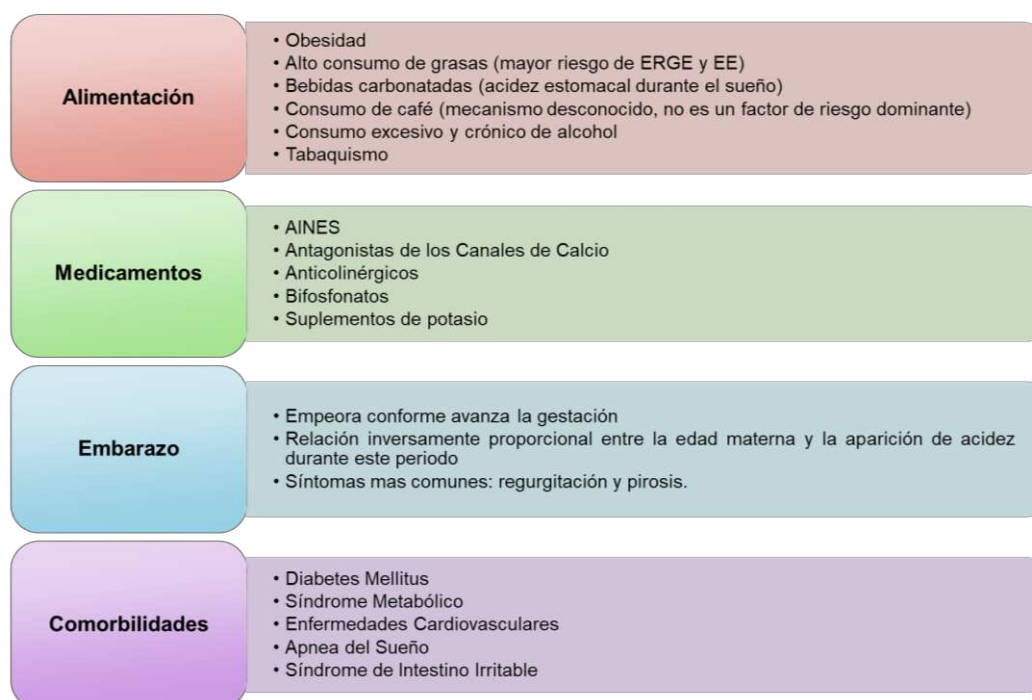 Alimentación
• Obesidad
• Alto consumo de grasas (mayor riesgo de ERGE y EE)
• Bebidas carbonatadas (acidez estomacal durante el sueño)
• Consumo de café (mecanismo desconocido, no es un factor de riesgo dominante)
• Consumo excesivo y crónico de alcohol
• Tabaquismo
Medicamentos
• AINES
• Antagonistas de los Canales de Calcio
• Anticolinérgicos
• Bifosfonatos
• Suplementos de potasio
Embarazo
• Empeora conforme avanza la gestación
• Relación inversamente proporcional entre la edad materna y la aparición de acidez
durante este periodo
• Síntomas mas comunes: regurgitación y pirosis.
Comorbilidades
• Diabetes Mellitus
• Síndrome Metabólico
• Enfermedades Cardiovasculares
• Apnea del Sueño
• Síndrome de Intestino Irritable